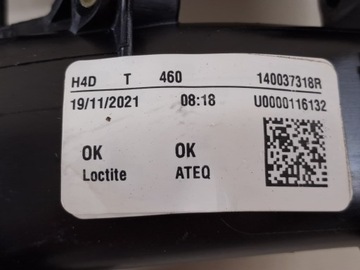 H4D T 460 140037318R
19/11/2021 08:18 U0000116132
OK OK
Loctite ATEQ